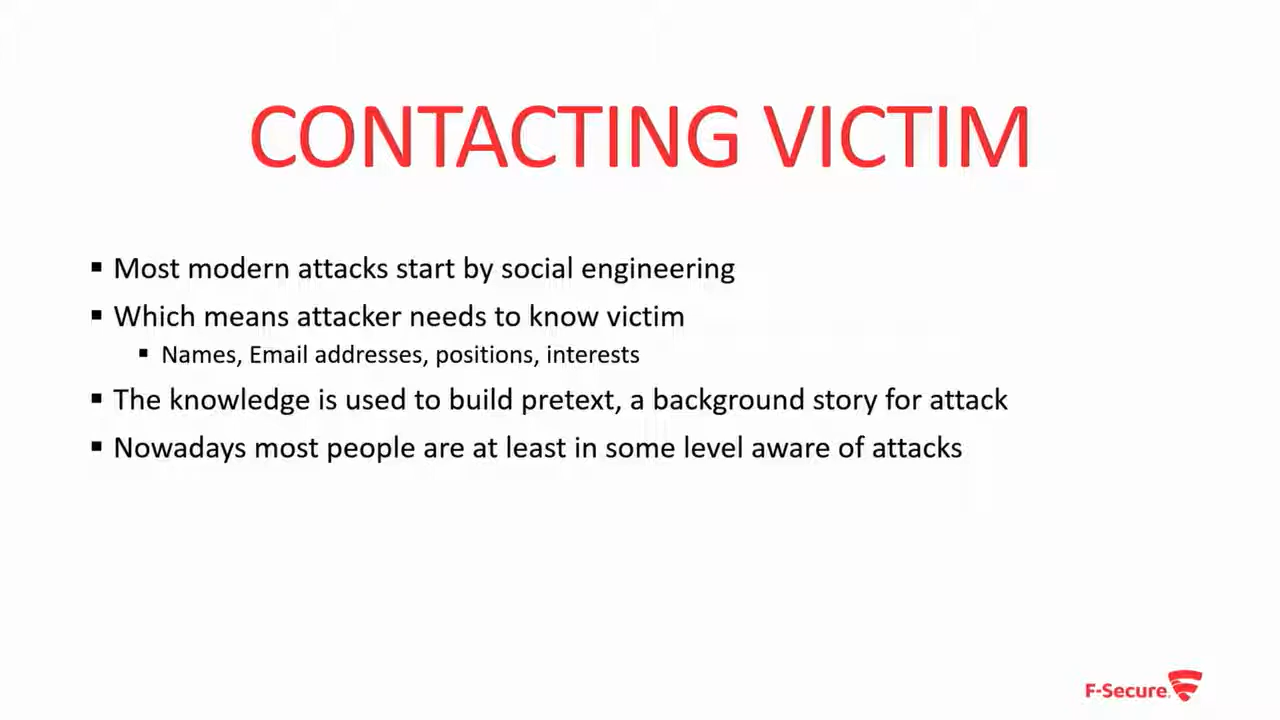 CONTACTING VICTIM
▪ Most modern attacks start by social engineering
▪ Which means attacker needs to know victim
▪ Names, Email addresses, positions, interests
▪ The knowledge is used to build pretext, a background story for attack
▪ Nowadays most people are at least in some level aware of attacks
F-Secure.